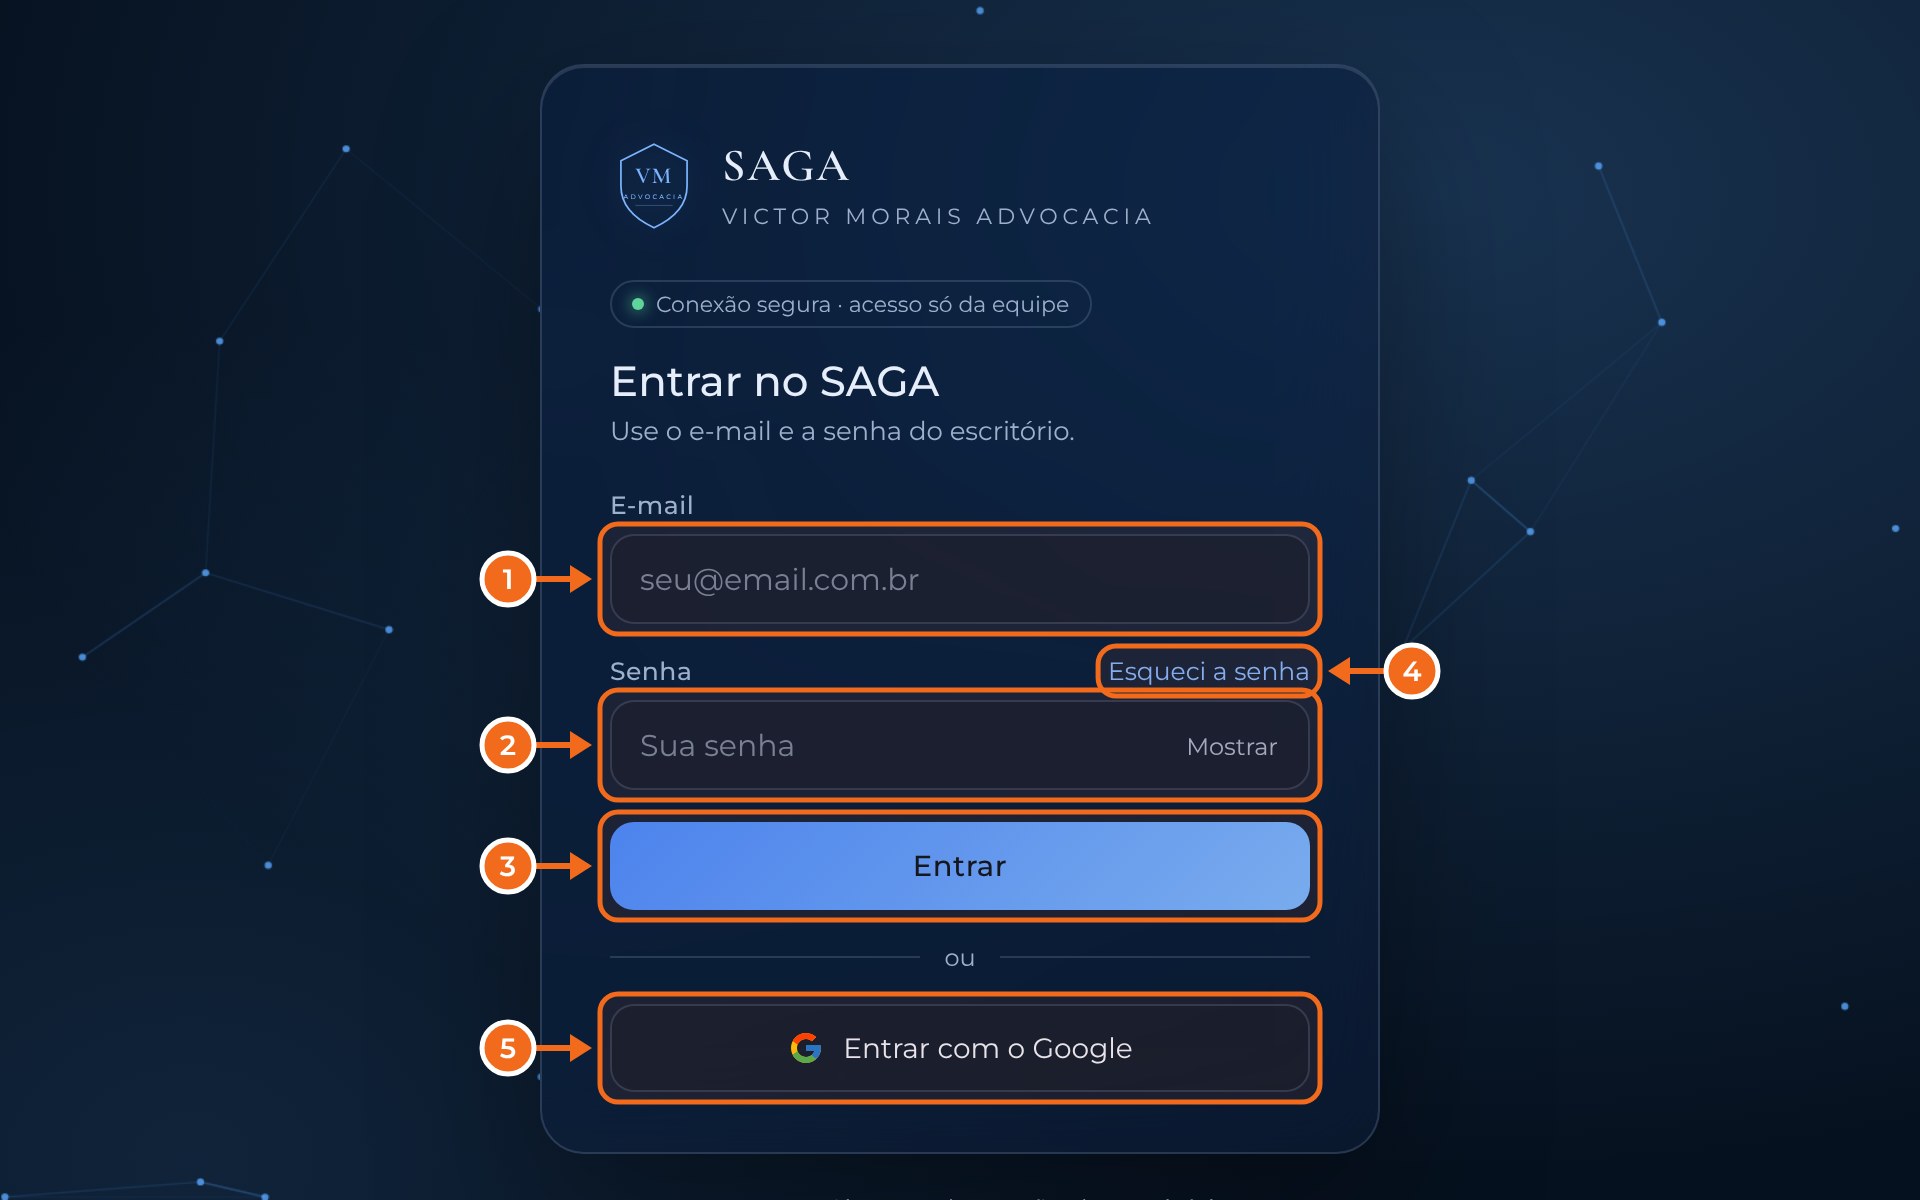 VM
ADVOCACIA
SAGA
VICTOR MORAIS ADVOCACIA
Conexão segura · acesso só da equipe
Entrar no SAGA
Use o e-mail e a senha do escritório.
E-mail
1
seu@email.com.br
Senha
Esqueci a senha
4
2
Sua senha
Mostrar
3
Entrar
ou
5
Entrar com o Google